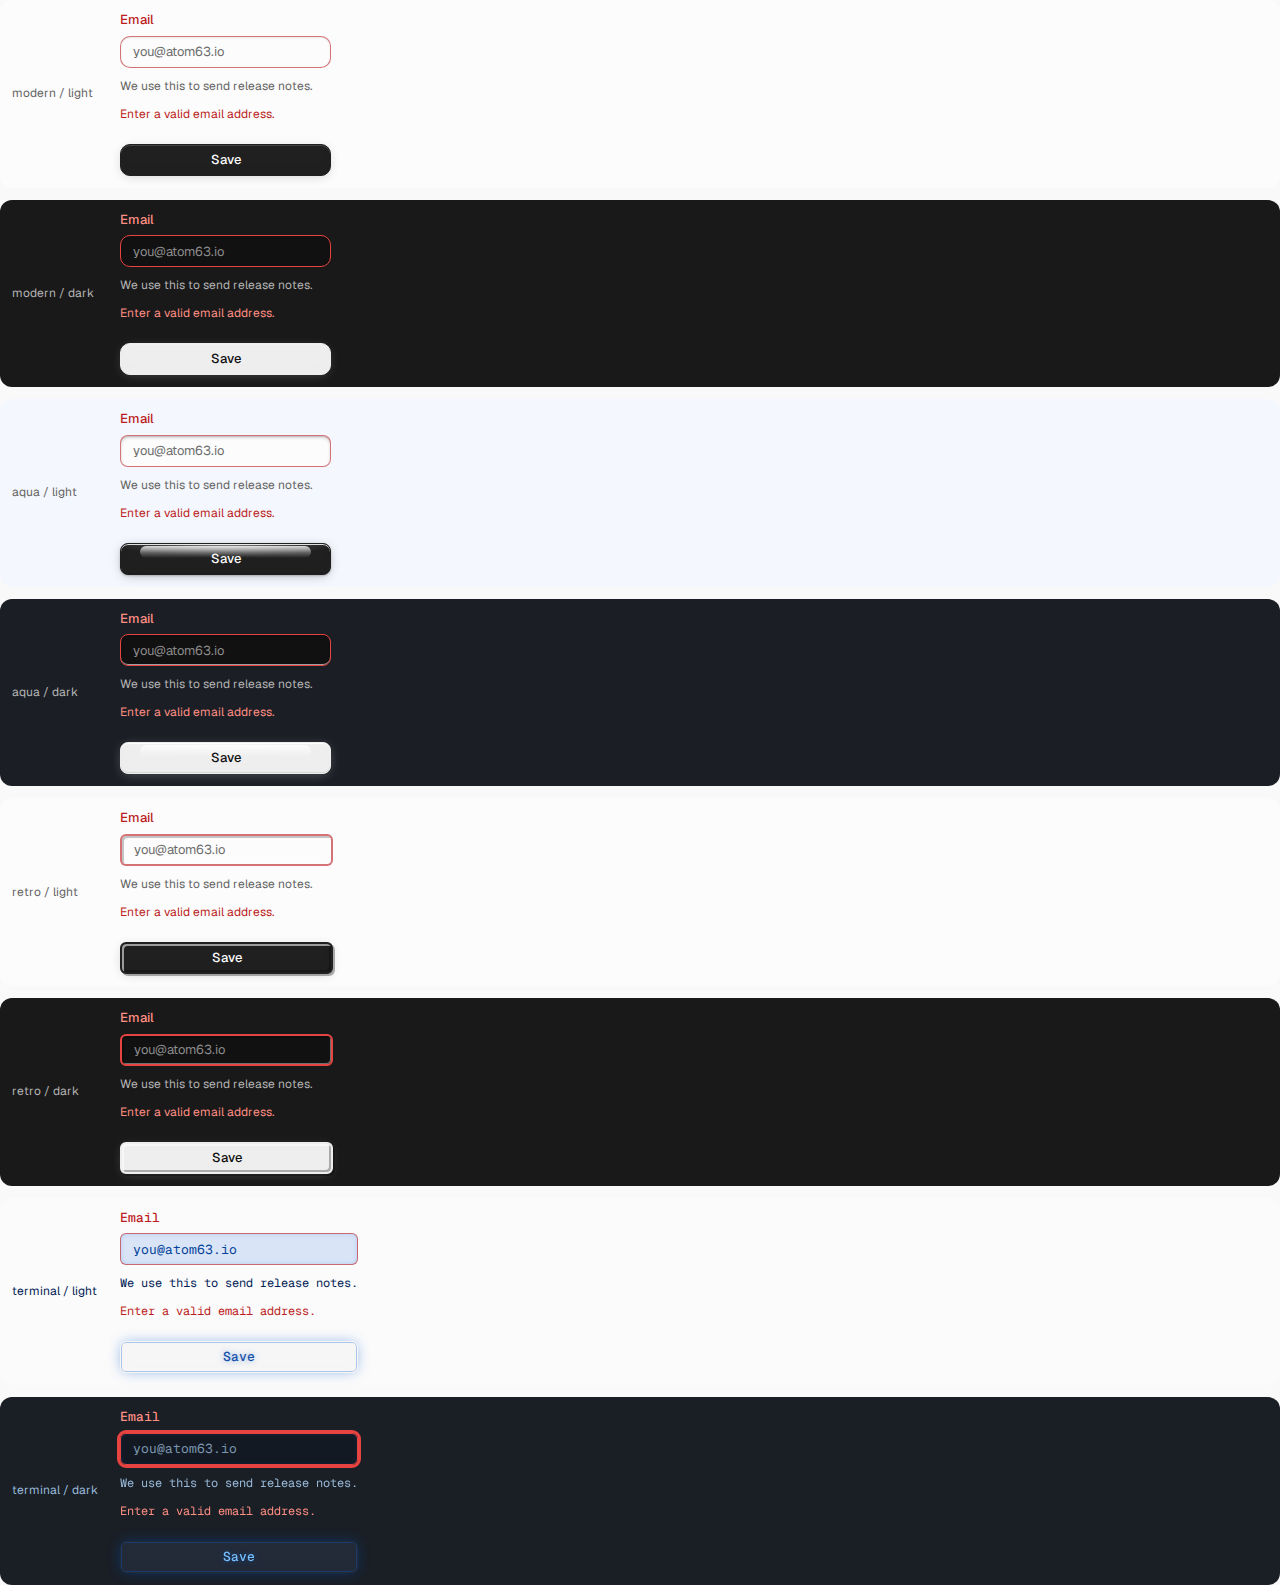 Email
you@atom63.io
We use this to send release notes.
modern / light
Enter a valid email address.
Save
Email
you@atom63.io
We use this to send release notes.
modern / dark
Enter a valid email address.
Save
Email
you@atom63.io
We use this to send release notes.
aqua / light
Enter a valid email address.
Save
Email
you@atom63.io
We use this to send release notes.
aqua / dark
Enter a valid email address.
Save
Email
you@atom63.io
We use this to send release notes.
retro / light
Enter a valid email address.
Save
Email
you@atom63.io
We use this to send release notes.
retro / dark
Enter a valid email address.
Save
Email
you@atom63.io
We use this to send release notes.
terminal / light
Enter a valid email address.
Save
Email
you@atom63.io
We use this to send release notes.
terminal / dark
Enter a valid email address.
Save